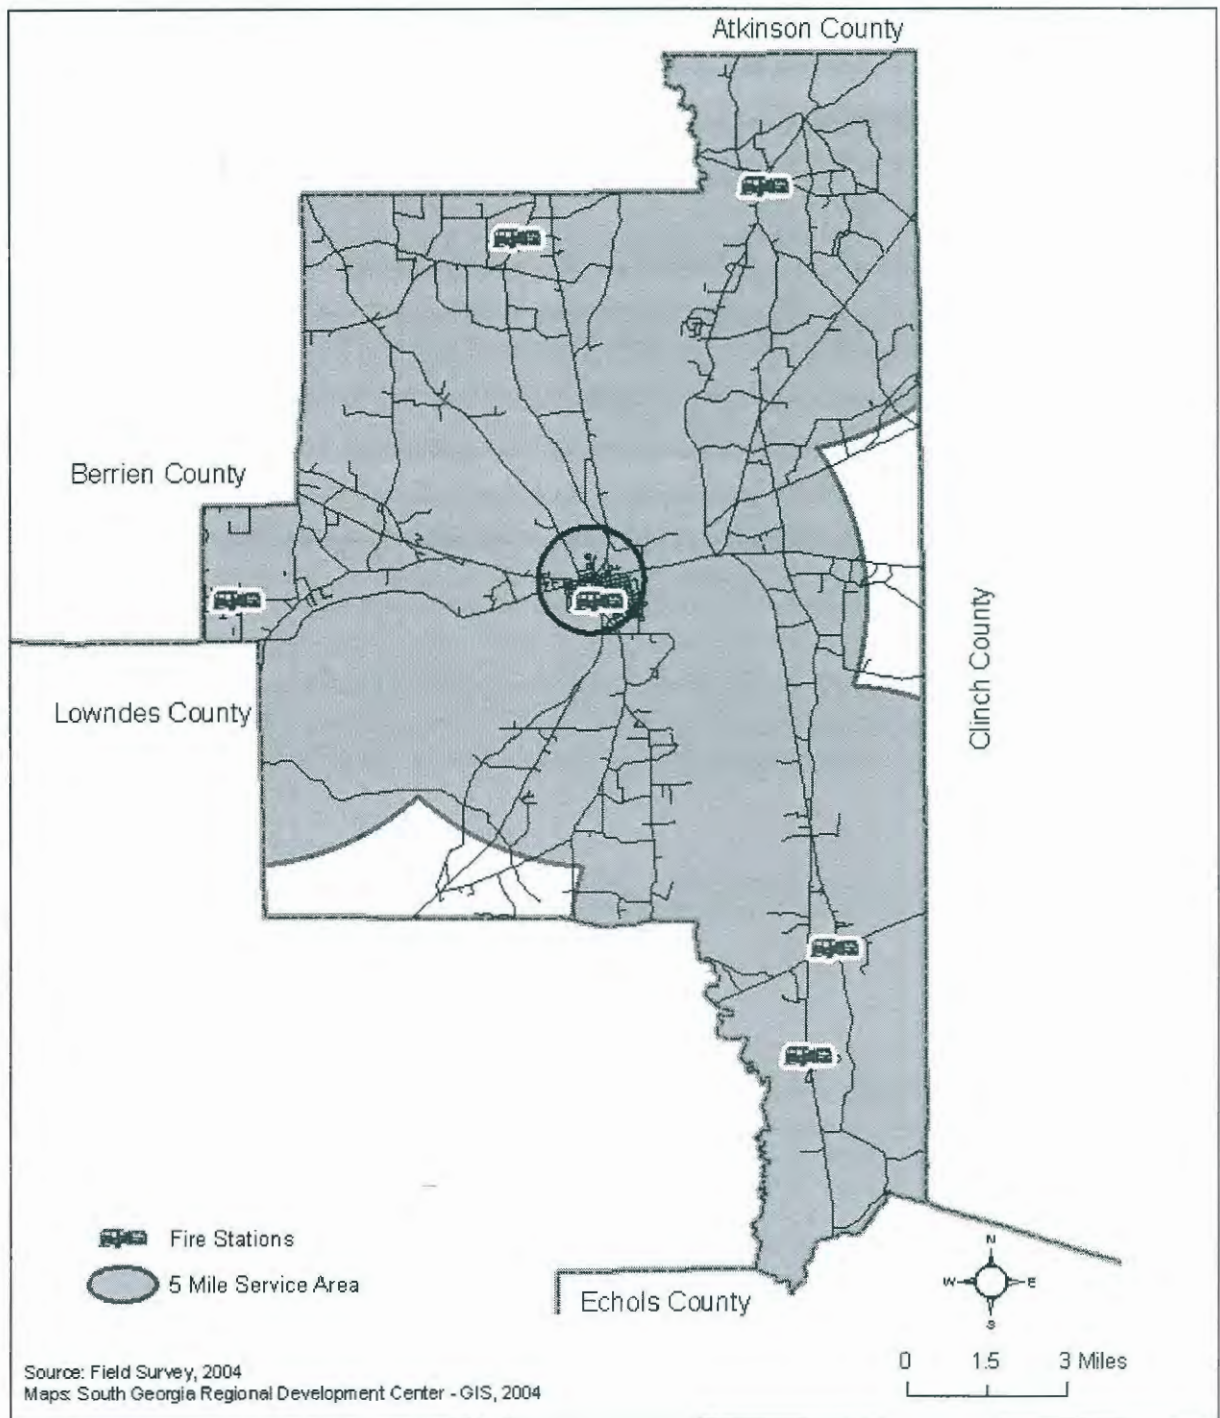 Atkinson County
Berrien County
Lowndes County
Clinch County
Fire Stations
5 Mile Service Area
Echols County
N
W E
S
0 1.5 3 Miles
Source: Field Survey, 2004
Maps: South Georgia Regional Development Center - GIS, 2004